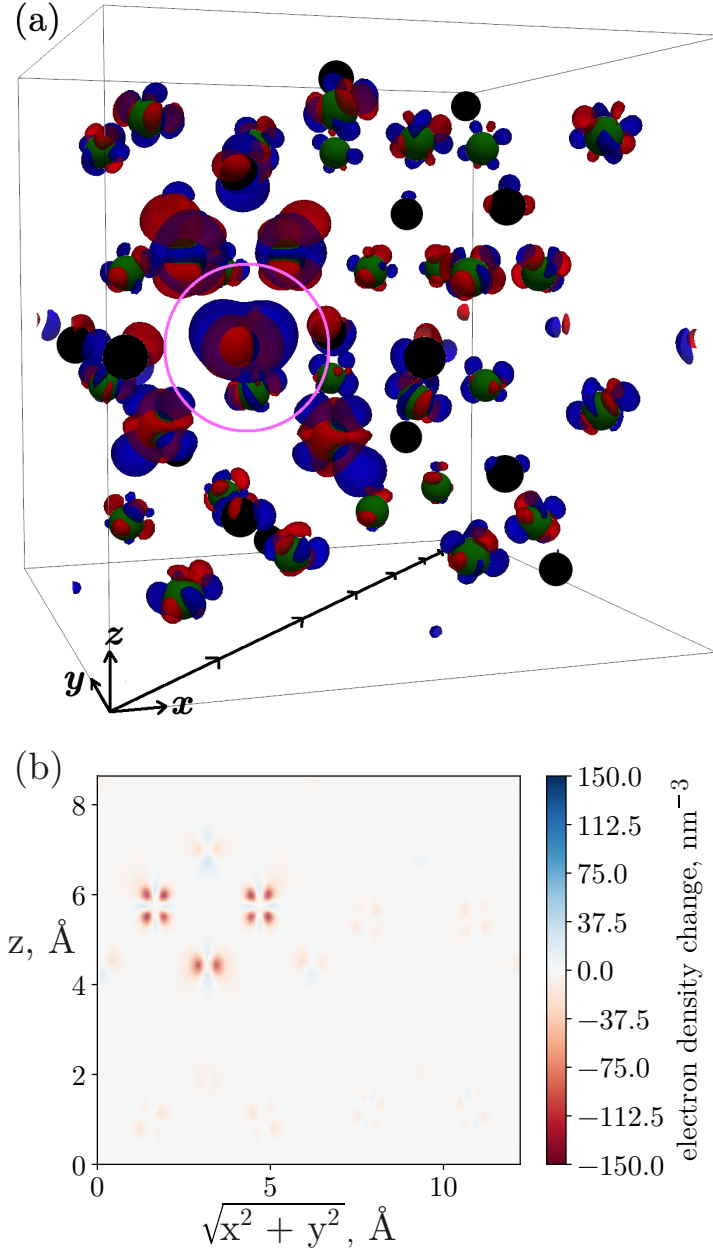 (a)
z
y
x
(b)
8
6
4
2
0
z, Å
0 5 10
√x² + y², Å
150.0
112.5
75.0
37.5
0.0
−37.5
−75.0
−112.5
−150.0
electron density change, nm⁻³